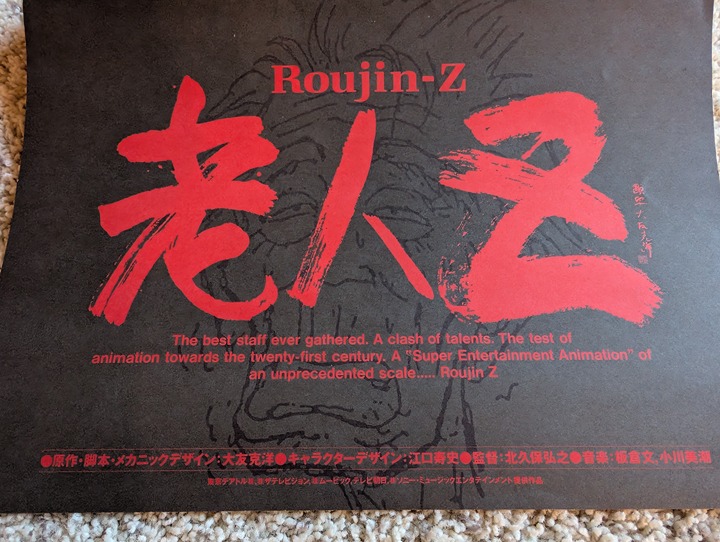 Roujin-Z
老人Z
The best staff ever gathered. A clash of talents. The test of
animation towards the twenty-first century. A "Super Entertainment Animation" of
an unprecedented scale..... Roujin Z
●原作・脚本・メカニックデザイン:大友克洋●キャラクターデザイン:江口寿史●監督:北久保弘之●音楽:板倉文, 小川美潮